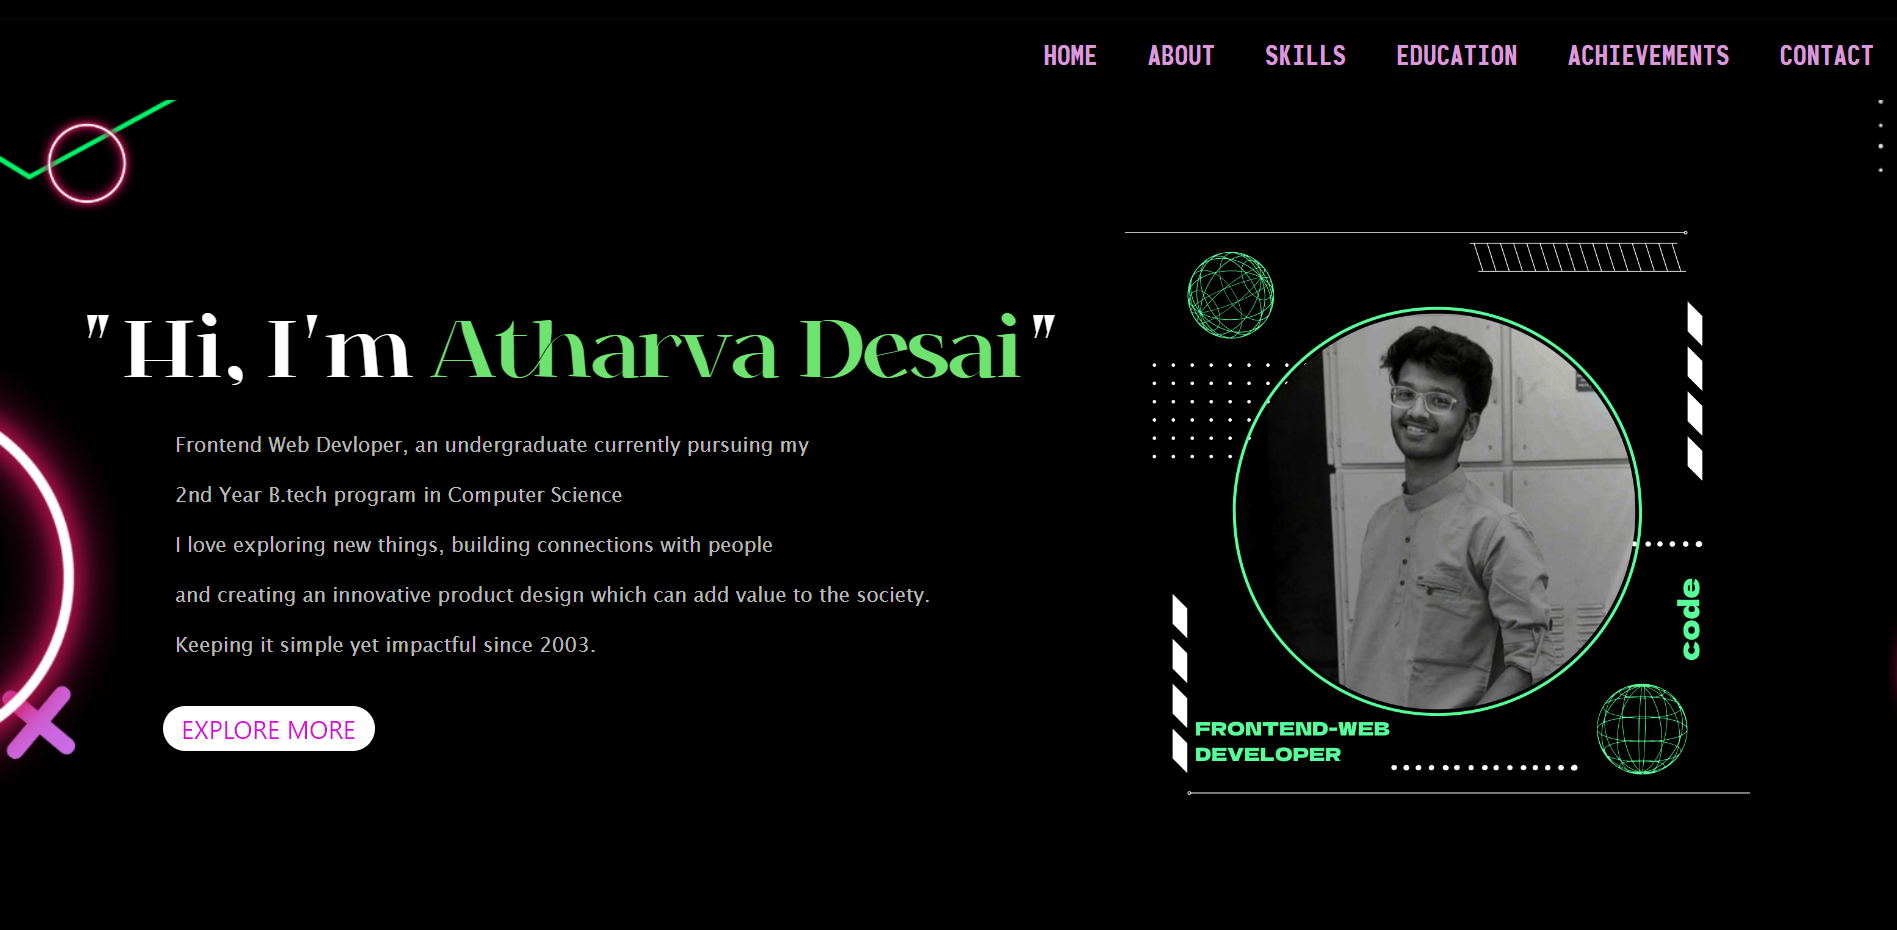 HOME ABOUT SKILLS EDUCATION ACHIEVEMENTS CONTACT
"Hi, I'm Atharva Desai"
Frontend Web Devloper, an undergraduate currently pursuing my
2nd Year B.tech program in Computer Science
I love exploring new things, building connections with people
and creating an innovative product design which can add value to the society.
Keeping it simple yet impactful since 2003.
EXPLORE MORE
code
FRONTEND-WEB
DEVELOPER